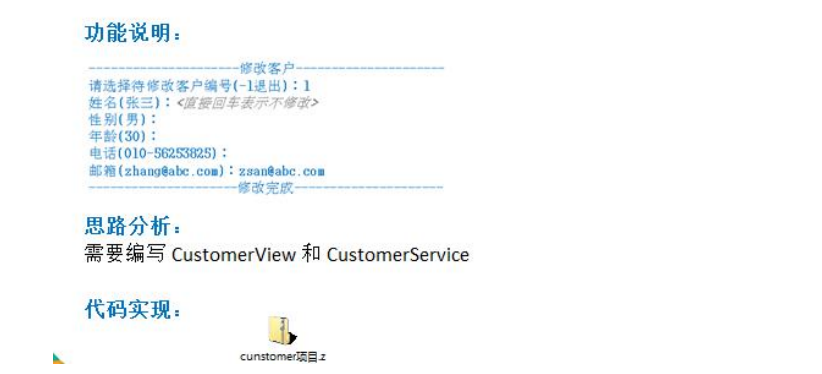 功能说明：
---------------------修改客户---------------------
请选择待修改客户编号(-1退出)：1
姓名(张三)：<直接回车表示不修改>
性别(男)：
年龄(30)：
电话(010-56253825)：
邮箱(zhang@abc.com)：zsan@abc.com
---------------------修改完成---------------------
思路分析：
需要编写 CustomerView 和 CustomerService
代码实现：
cunstomer项目.z